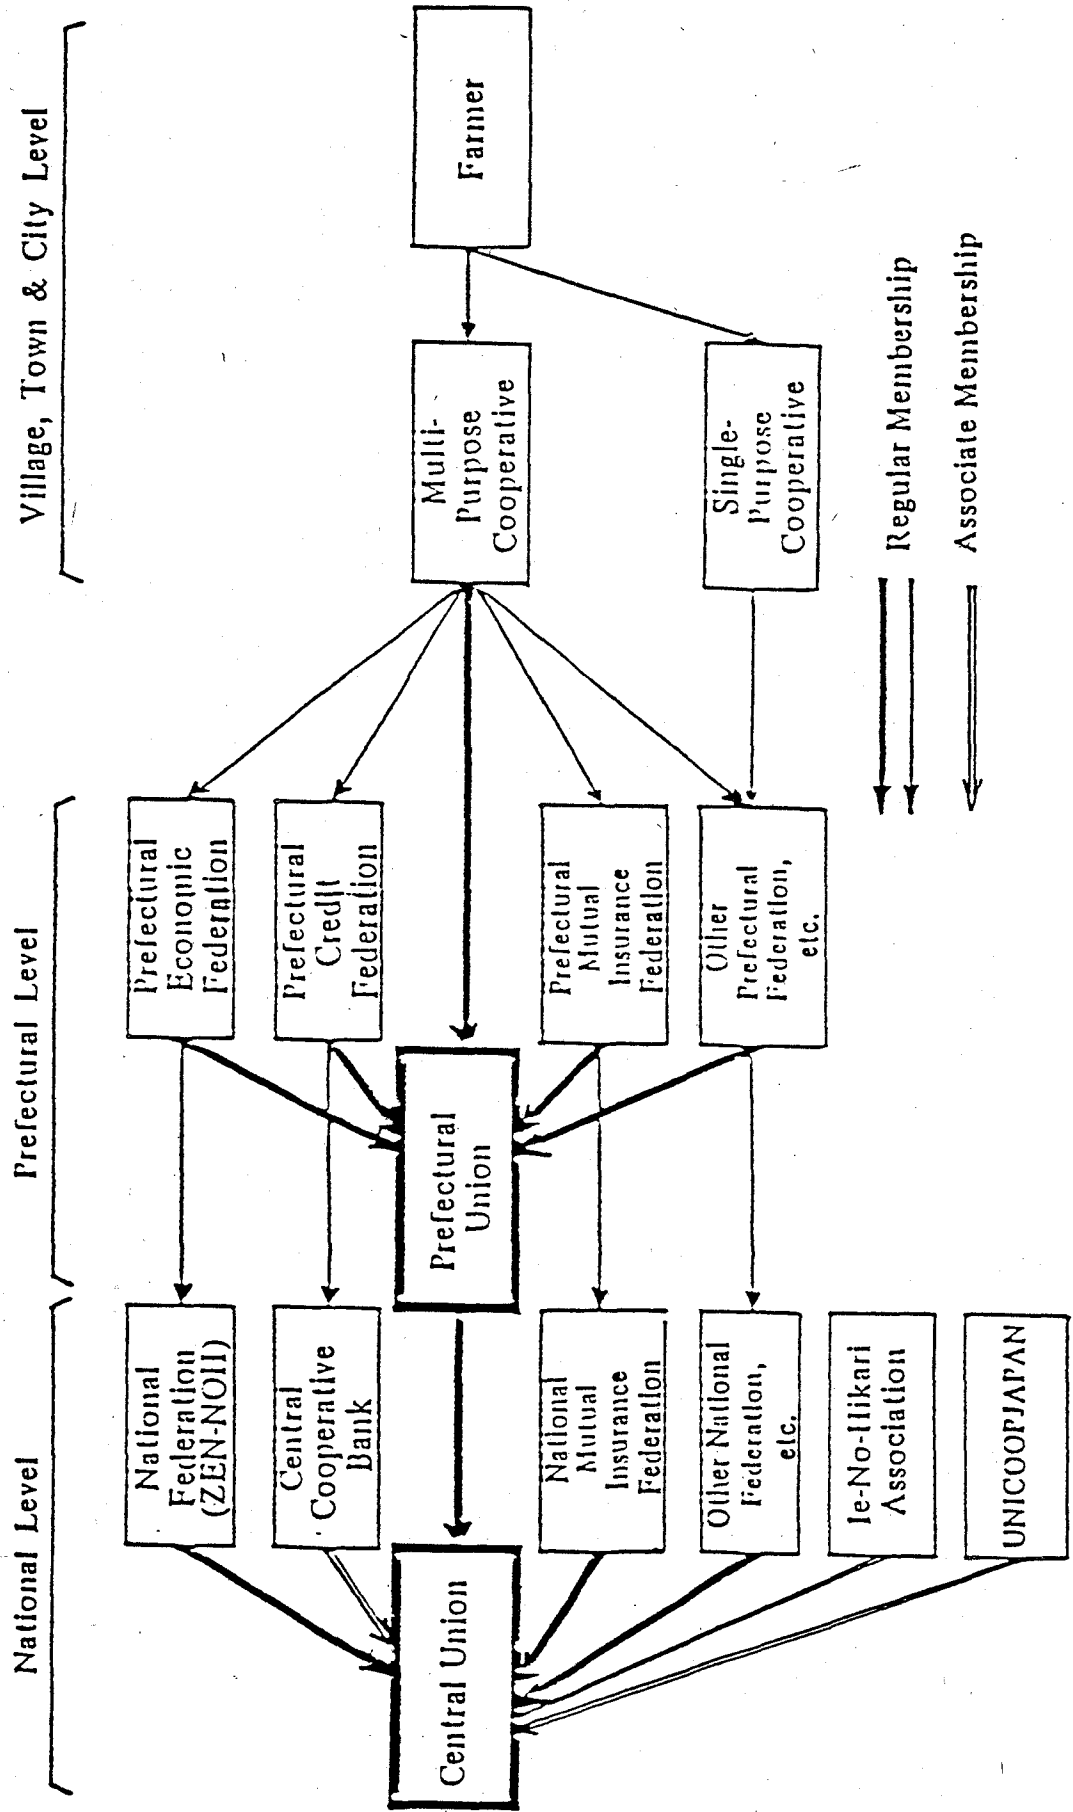 National Level
Prefectural Level
Village, Town & City Level
National
Federation
(ZEN-NOH)
Prefectural
Economic
Federation
Central
Cooperative
Bank
Prefectural
Credit
Federation
Central Union
Prefectural
Union
Multi-
Purpose
Cooperative
Farmer
National
Mutual
Insurance
Federation
Prefectural
Mutual
Insurance
Federation
Other National
Federation,
etc.
Other
Prefectural
Federation,
etc.
Single-
Purpose
Cooperative
Ie-No-Hikari
Association
UNICOOPJAPAN
Regular Membership
Associate Membership